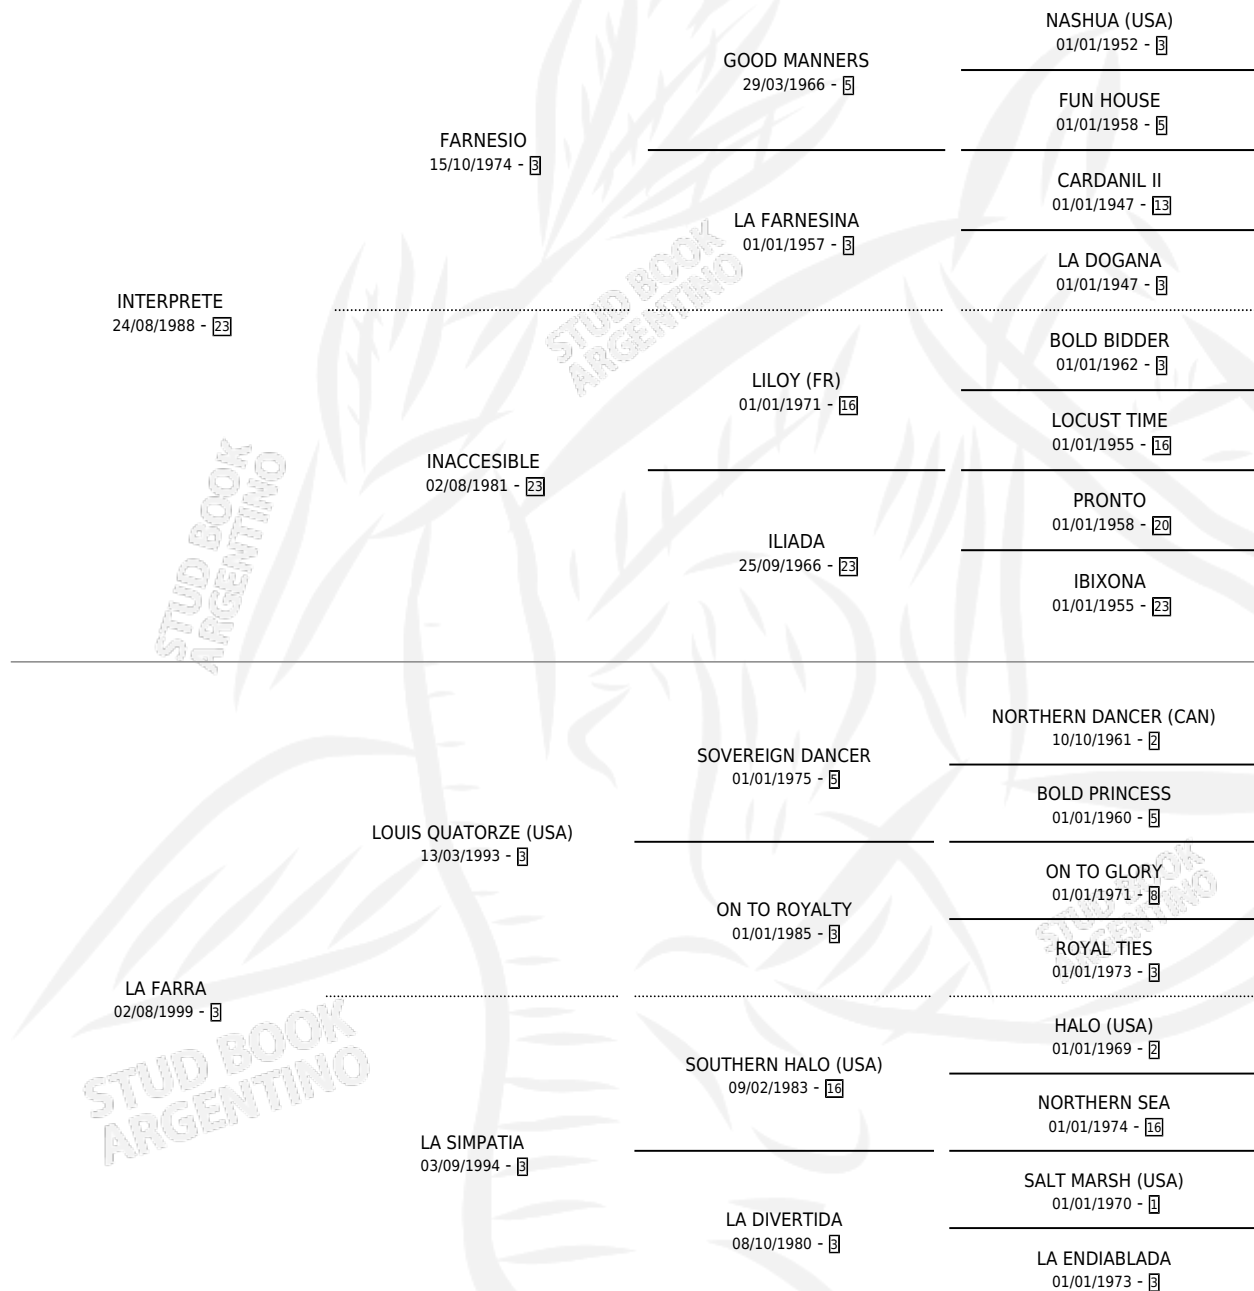 NASHUA (USA)
01/01/1952 - 3
GOOD MANNERS
29/03/1966 - 5
FUN HOUSE
01/01/1958 - 5
FARNESIO
15/10/1974 - 3
CARDANIL II
01/01/1947 - 13
LA FARNESINA
01/01/1957 - 3
LA DOGANA
01/01/1947 - 3
INTERPRETE
24/08/1988 - 23
BOLD BIDDER
01/01/1962 - 3
LILOY (FR)
01/01/1971 - 16
LOCUST TIME
01/01/1955 - 16
INACCESIBLE
02/08/1981 - 23
PRONTO
01/01/1958 - 20
ILIADA
25/09/1966 - 23
IBIXONA
01/01/1955 - 23
NORTHERN DANCER (CAN)
10/10/1961 - 2
SOVEREIGN DANCER
01/01/1975 - 5
BOLD PRINCESS
01/01/1960 - 5
LOUIS QUATORZE (USA)
13/03/1993 - 3
ON TO GLORY
01/01/1971 - 8
ON TO ROYALTY
01/01/1985 - 3
ROYAL TIES
01/01/1973 - 3
LA FARRA
02/08/1999 - 3
HALO (USA)
01/01/1969 - 2
SOUTHERN HALO (USA)
09/02/1983 - 16
NORTHERN SEA
01/01/1974 - 16
LA SIMPATIA
03/09/1994 - 3
SALT MARSH (USA)
01/01/1970 - 1
LA DIVERTIDA
08/10/1980 - 3
LA ENDIABLADA
01/01/1973 - 3
STUD BOOK
ARGENTINO
STUD BOOK
ARGENTINO
STUD BOOK
ARGENTINO
STUD BOOK
ARGENTINO